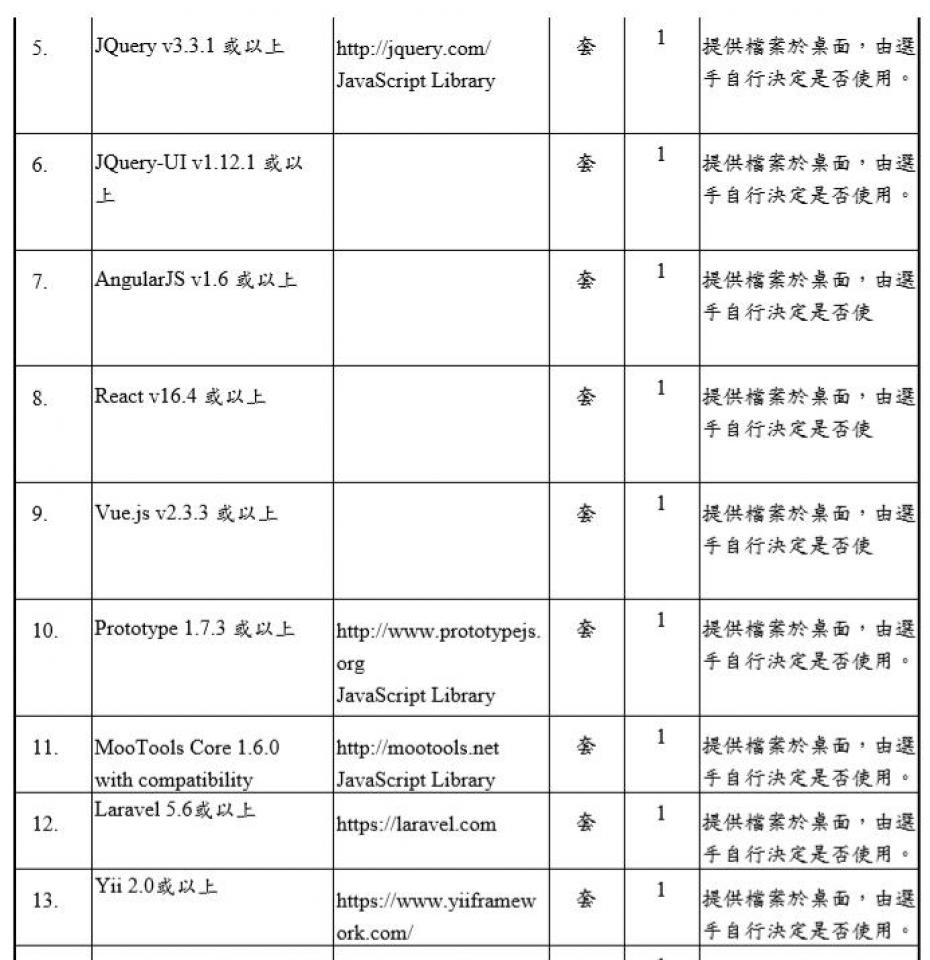 5. JQuery v3.3.1 或以上 http://jquery.com/ 套 1 提供檔案於桌面，由選
JavaScript Library 手自行決定是否使用。
6. JQuery-UI v1.12.1 或以 套 1 提供檔案於桌面，由選
上 手自行決定是否使用。
7. AngularJS v1.6 或以上 套 1 提供檔案於桌面，由選
手自行決定是否使
8. React v16.4 或以上 套 1 提供檔案於桌面，由選
手自行決定是否使
9. Vue.js v2.3.3 或以上 套 1 提供檔案於桌面，由選
手自行決定是否使
10. Prototype 1.7.3 或以上 http://www.prototypejs. 套 1 提供檔案於桌面，由選
org 手自行決定是否使用。
JavaScript Library
11. MooTools Core 1.6.0 http://mootools.net 套 1 提供檔案於桌面，由選
with compatibility JavaScript Library 手自行決定是否使用。
12. Laravel 5.6或以上 https://laravel.com 套 1 提供檔案於桌面，由選
手自行決定是否使用。
13. Yii 2.0或以上 https://www.yiiframew 套 1 提供檔案於桌面，由選
ork.com/ 手自行決定是否使用。